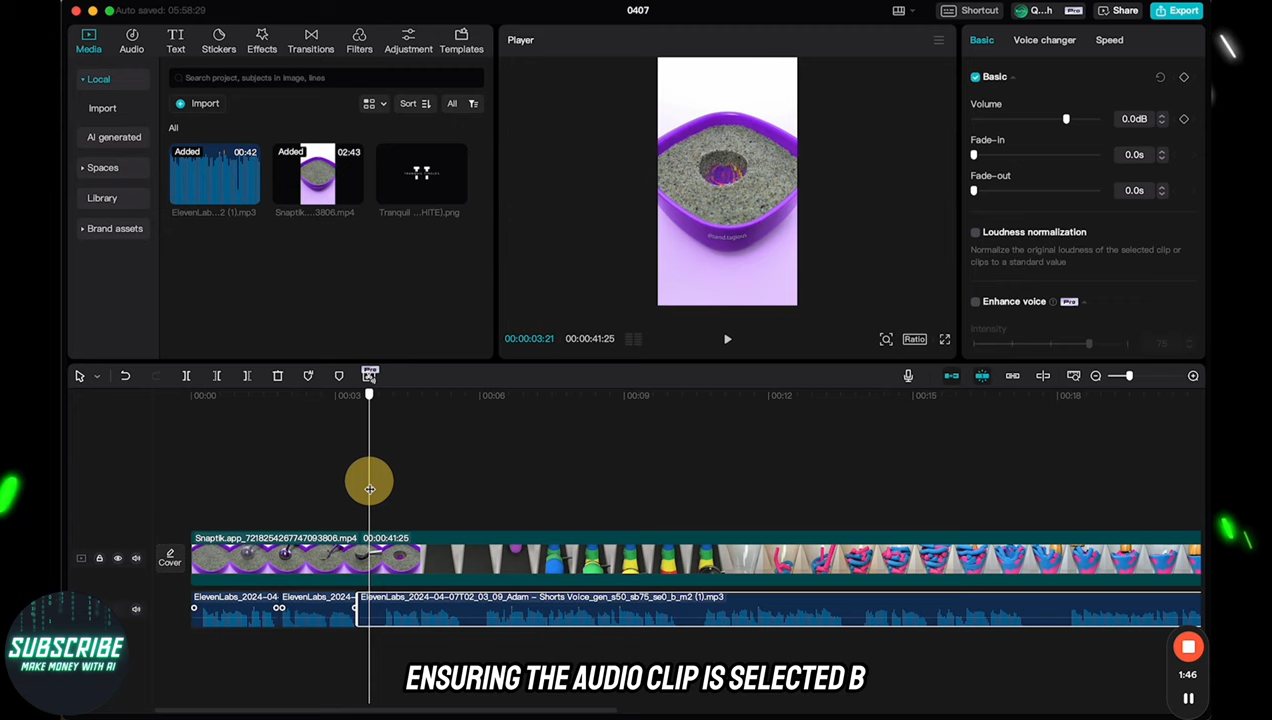 Auto saved: 05:58:29
0407
Shortcut
Q...h
Pro
Share
Export
Media
Audio
Text
Stickers
Effects
Transitions
Filters
Adjustment
Templates
Player
Basic
Voice changer
Speed
Local
Import
AI generated
Spaces
Library
Brand assets
Search project, subjects in image, lines
Import
Sort
All
All
Added
00:42
ElevenLab...2 (1).mp3
Added
02:43
Snaptik....3806.mp4
Tranquil ...HITE).png
00:00:03:21
00:00:41:25
Ratio
Basic
Volume
0.0dB
Fade-in
0.0s
Fade-out
0.0s
Loudness normalization
Normalize the original loudness of the selected clip or
clips to a standard value
Enhance voice
Pro
Intensity
75
Pro
00:00
00:03
00:06
00:09
00:12
00:15
00:18
Cover
Snaptik.app_7218254267747093806.mp4
00:00:41:25
ElevenLabs_2024-04
ElevenLabs_2024-
ElevenLabs_2024-04-07T02_03_09_Adam – Shorts Voice_gen_s50_sb75_se0_b_m2 (1).mp3
SUBSCRIBE
MAKE MONEY WITH AI
ENSURING THE AUDIO CLIP IS SELECTED B
1:46